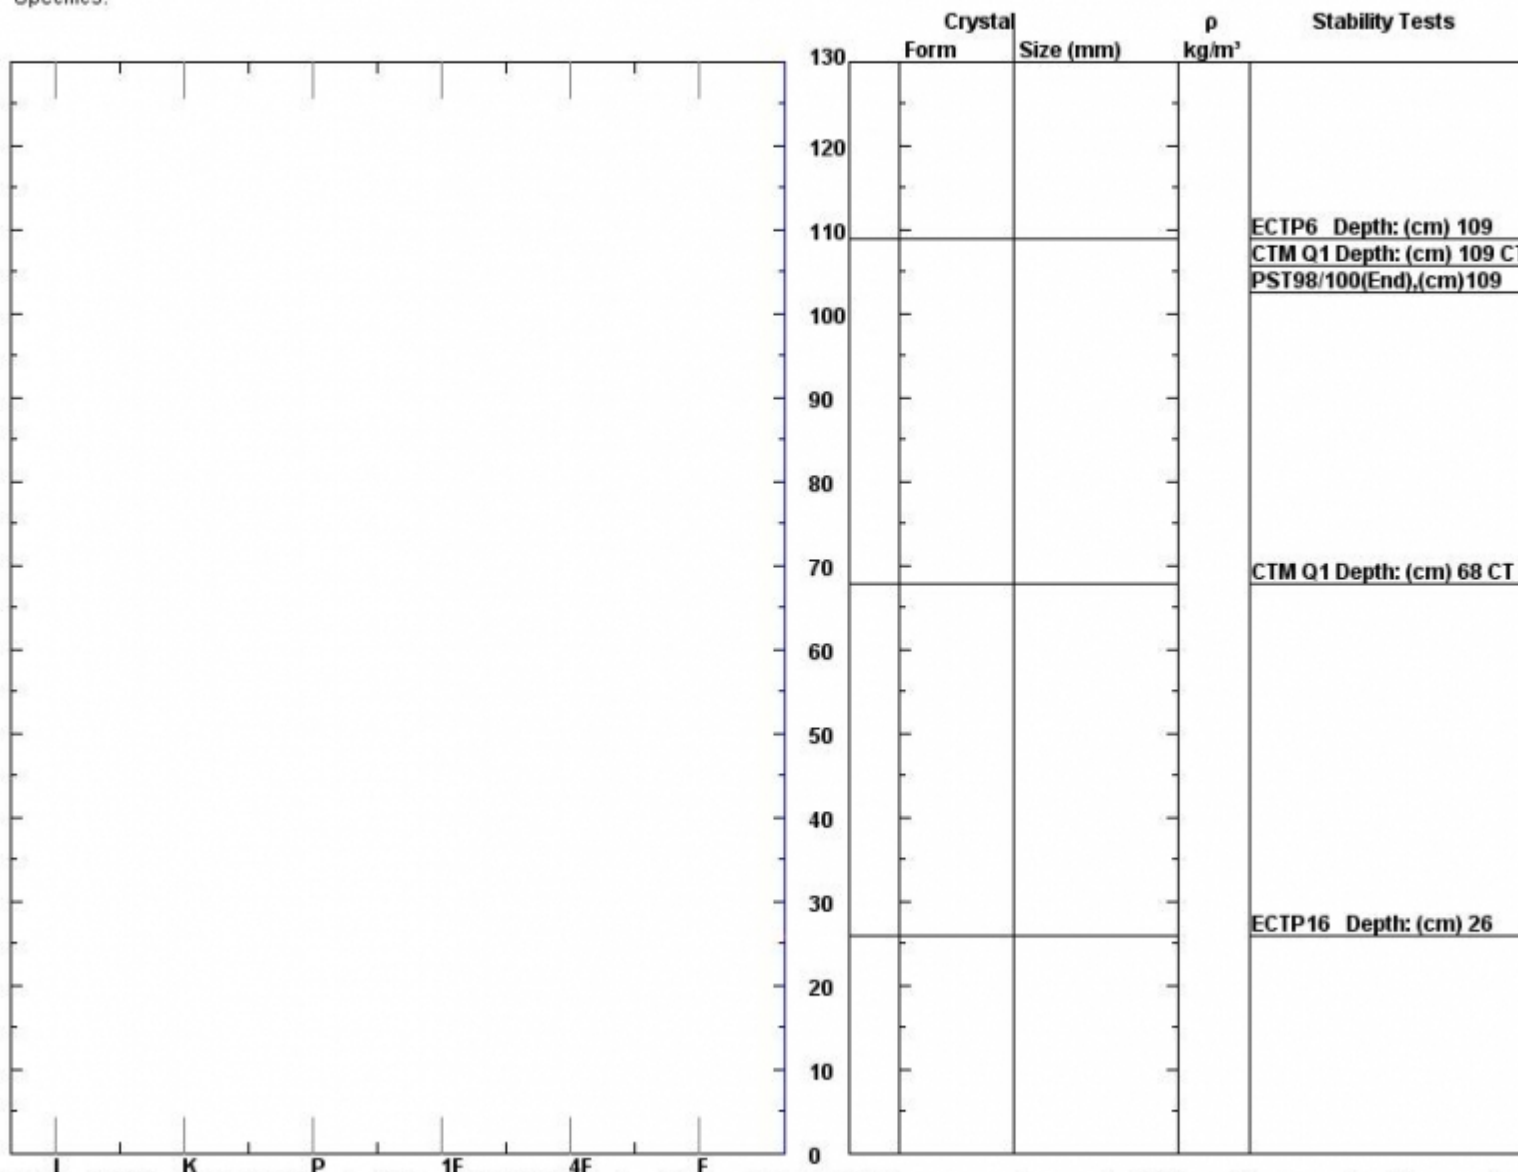 Specifics:
Crystal ρ Stability Tests
Form Size (mm) kg/m³
130
120
110
ECTP6 Depth: (cm) 109
CTM Q1 Depth: (cm) 109 CT
PST98/100(End),(cm)109
100
90
80
70
CTM Q1 Depth: (cm) 68 CT
60
50
40
30
ECTP16 Depth: (cm) 26
20
10
0
I K P 1F 4F F